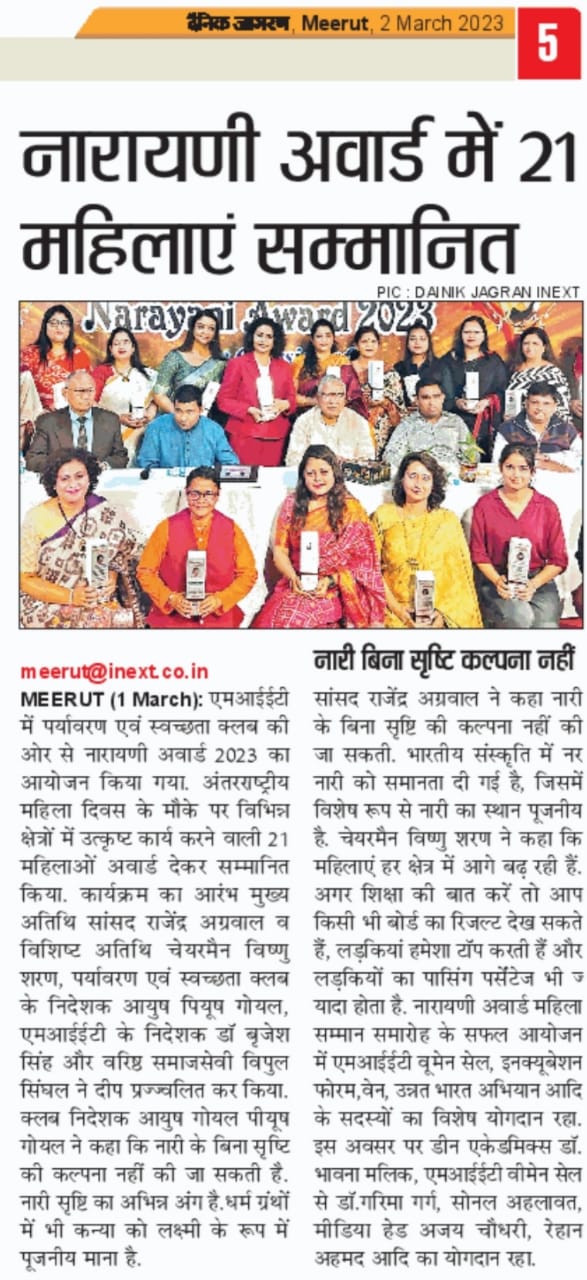 दैनिक जागरण, Meerut, 2 March 2023
5
नारायणी अवार्ड में 21
महिलाएं सम्मानित
PIC : DAINIK JAGRAN INEXT
Narayani Award 2023
meerut@inext.co.in
MEERUT (1 March): एमआईईटी
में पर्यावरण एवं स्वच्छता क्लब की
ओर से नारायणी अवार्ड 2023 का
आयोजन किया गया. अंतरराष्ट्रीय
महिला दिवस के मौके पर विभिन्न
क्षेत्रों में उत्कृष्ट कार्य करने वाली 21
महिलाओं अवार्ड देकर सम्मानित
किया. कार्यक्रम का आरंभ मुख्य
अतिथि सांसद राजेंद्र अग्रवाल व
विशिष्ट अतिथि चेयरमैन विष्णु
शरण, पर्यावरण एवं स्वच्छता क्लब
के निदेशक आयुष पियूष गोयल,
एमआईईटी के निदेशक डॉ बृजेश
सिंह और वरिष्ठ समाजसेवी विपुल
सिंघल ने दीप प्रज्ज्वलित कर किया.
क्लब निदेशक आयुष गोयल पीयूष
गोयल ने कहा कि नारी के बिना सृष्टि
की कल्पना नहीं की जा सकती है.
नारी सृष्टि का अभिन्न अंग है.धर्म ग्रंथों
में भी कन्या को लक्ष्मी के रूप में
पूजनीय माना है.
नारी बिना सृष्टि कल्पना नहीं
सांसद राजेंद्र अग्रवाल ने कहा नारी
के बिना सृष्टि की कल्पना नहीं की
जा सकती. भारतीय संस्कृति में नर
नारी को समानता दी गई है, जिसमें
विशेष रूप से नारी का स्थान पूजनीय
है. चेयरमैन विष्णु शरण ने कहा कि
महिलाएं हर क्षेत्र में आगे बढ़ रही हैं.
अगर शिक्षा की बात करें तो आप
किसी भी बोर्ड का रिजल्ट देख सकते
हैं, लड़कियां हमेशा टॉप करती हैं और
लड़कियों का पासिंग पर्सेंटेज भी ज्
यादा होता है. नारायणी अवार्ड महिला
सम्मान समारोह के सफल आयोजन
में एमआईईटी वूमेन सेल, इनक्यूबेशन
फोरम,वेन, उन्नत भारत अभियान आदि
के सदस्यों का विशेष योगदान रहा.
इस अवसर पर डीन एकेडमिक्स डॉ.
भावना मलिक, एमआईईटी वीमेन सेल
से डॉ.गरिमा गर्ग, सोनल अहलावत,
मीडिया हेड अजय चौधरी, रेहान
अहमद आदि का योगदान रहा.